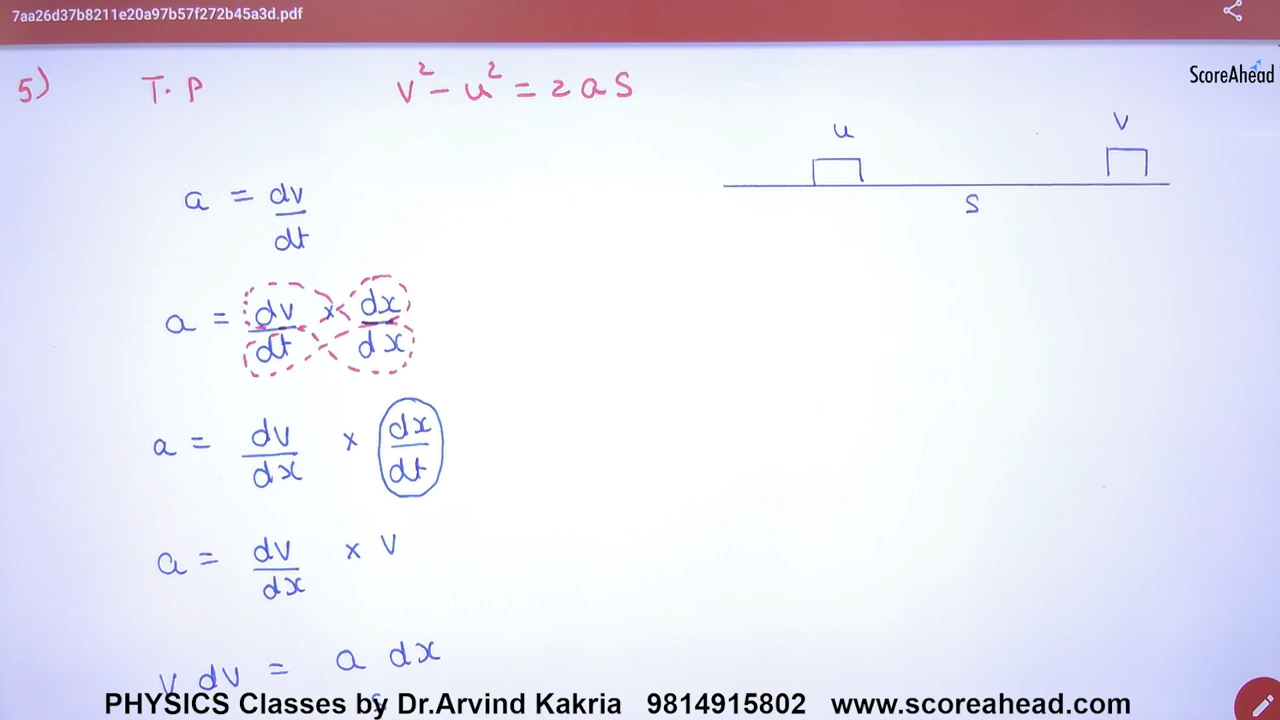 7aa26d37b8211e20a97b57f272b45a3d.pdf
ScoreAhead
5) T.P v² - u² = 2aS
u v
S
a = dv/dt
a = dv/dt × dx/dx
a = dv/dx × dx/dt
a = dv/dx × v
v dv = a dx
PHYSICS Classes by Dr.Arvind Kakria 9814915802 www.scoreahead.com